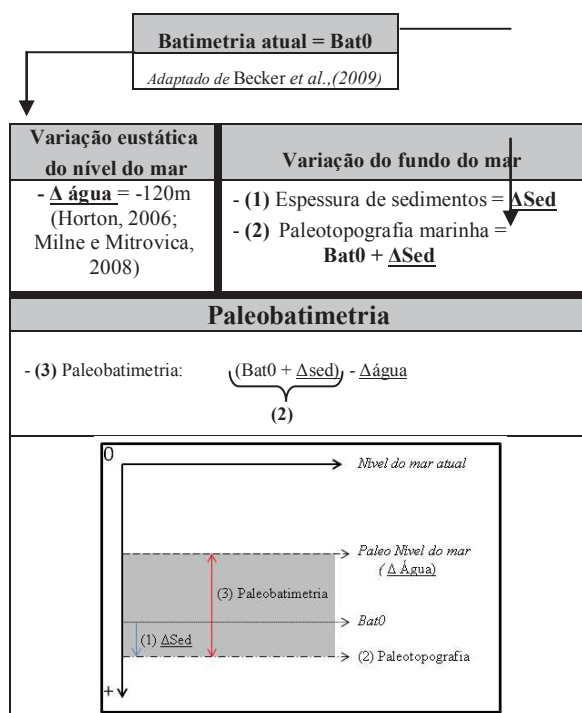 Batimetria atual = Bat0
Adaptado de Becker et al.,(2009)
Variação eustática
do nível do mar
- Δ água = -120m
(Horton, 2006;
Milne e Mitrovica,
2008)
Variação do fundo do mar
- (1) Espessura de sedimentos = ΔSed
- (2) Paleotopografia marinha =
Bat0 + ΔSed
Paleobatimetria
- (3) Paleobatimetria: (Bat0 + Δsed) - Δágua
(2)
0
Nível do mar atual
Paleo Nível do mar
( Δ Água)
(3) Paleobatimetria
Bat0
(1) ΔSed
(2) Paleotopografia
+